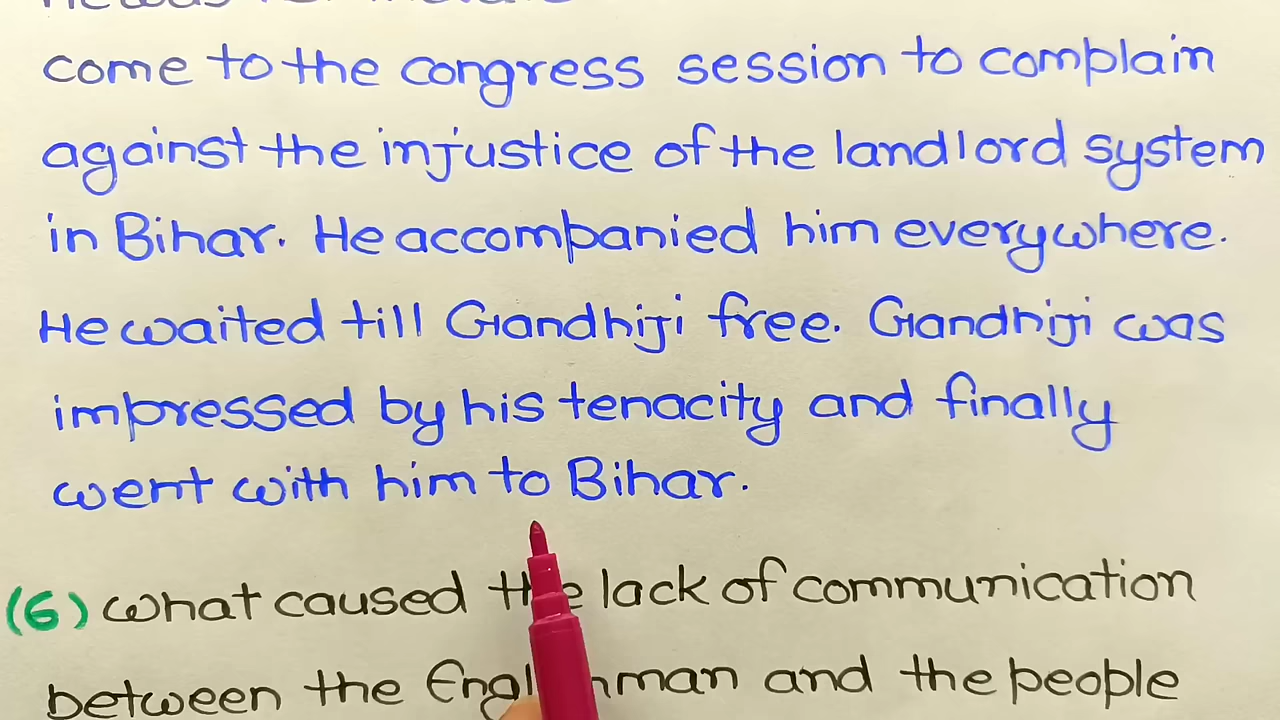 come to the congress session to complain
against the injustice of the landlord system
in Bihar. He accompanied him everywhere.
He waited till Gandhiji free. Gandhiji was
impressed by his tenacity and finally
went with him to Bihar.
(6) what caused the lack of communication
between the Englishman and the people